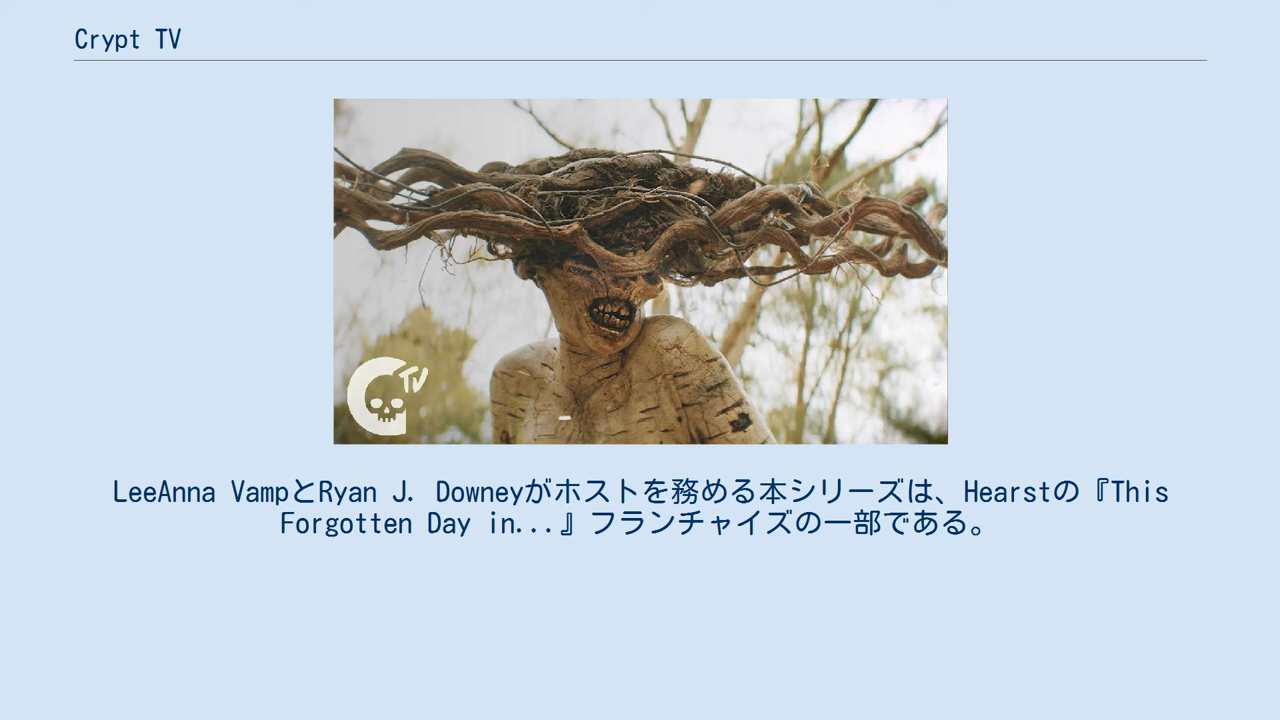 Crypt TV
TV
LeeAnna VampとRyan J. Downeyがホストを務める本シリーズは、Hearstの『This
Forgotten Day in...』フランチャイズの一部である。